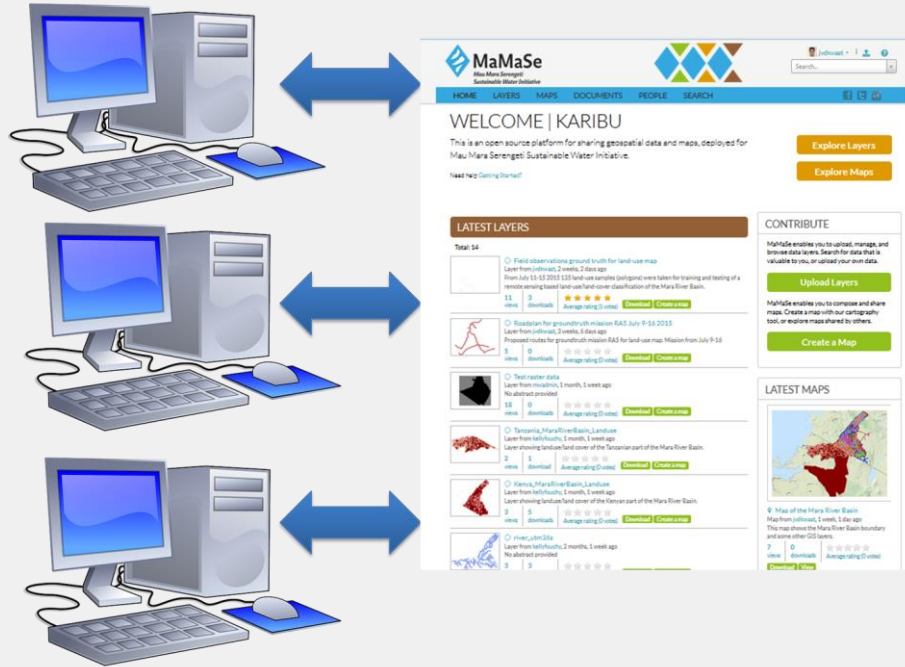 MaMaSe
Mau Mara Serengeti
Sustainable Water Initiative
jvdkwast
Search...
HOME LAYERS MAPS DOCUMENTS PEOPLE SEARCH
WELCOME | KARIBU
This is an open source platform for sharing geospatial data and maps, deployed for
Mau Mara Serengeti Sustainable Water Initiative.
Need help Getting Started?
Explore Layers
Explore Maps
LATEST LAYERS
Total: 14
Field observations ground truth for land-use map
Layer from jvdkwast, 2 weeks, 2 days ago
From July 11-15 2015 135 land-use samples (polygons) were taken for training and testing of a
remote sensing based land-use/land-cover classification of the Mara River Basin.
11 views 3 downloads Average rating (1 votes) Download Create a map
Roadplan for groundtruth mission RAS July 9-16 2015
Layer from jvdkwast, 3 weeks, 6 days ago
Proposed routes for groundtruth mission RAS for land-use map. Mission from July 9-16
5 views 0 downloads Average rating (0 votes) Download Create a map
Test raster data
Layer from mwadmin, 1 month, 1 week ago
No abstract provided
18 views 0 downloads Average rating (0 votes) Download Create a map
Tanzania_MaraRiverBasin_Landuse
Layer from kellyfouchy, 1 month, 1 week ago
Layer showing landuse/land cover of the Tanzanian part of the Mara River Basin.
2 views 1 download Average rating (0 votes) Download Create a map
Kenya_MaraRiverBasin_Landuse
Layer from kellyfouchy, 1 month, 1 week ago
Layer showing landuse/land cover of the Kenyan part of the Mara River Basin.
3 views 5 downloads Average rating (0 votes) Download Create a map
river_utm36s
Layer from kellyfouchy, 2 months, 1 week ago
No abstract provided
3 3
CONTRIBUTE
MaMaSe enables you to upload, manage, and
browse data layers. Search for data that is
valuable to you, or upload your own data.
Upload Layers
MaMaSe enables you to compose and share
maps. Create a map with our cartography
tool, or explore maps shared by others.
Create a Map
LATEST MAPS
Map of the Mara River Basin
Map from jvdkwast, 1 week, 1 day ago
This map shows the Mara River Basin boundary
and some other GIS layers.
7 views 0 downloads Average rating (0 votes)
Download View